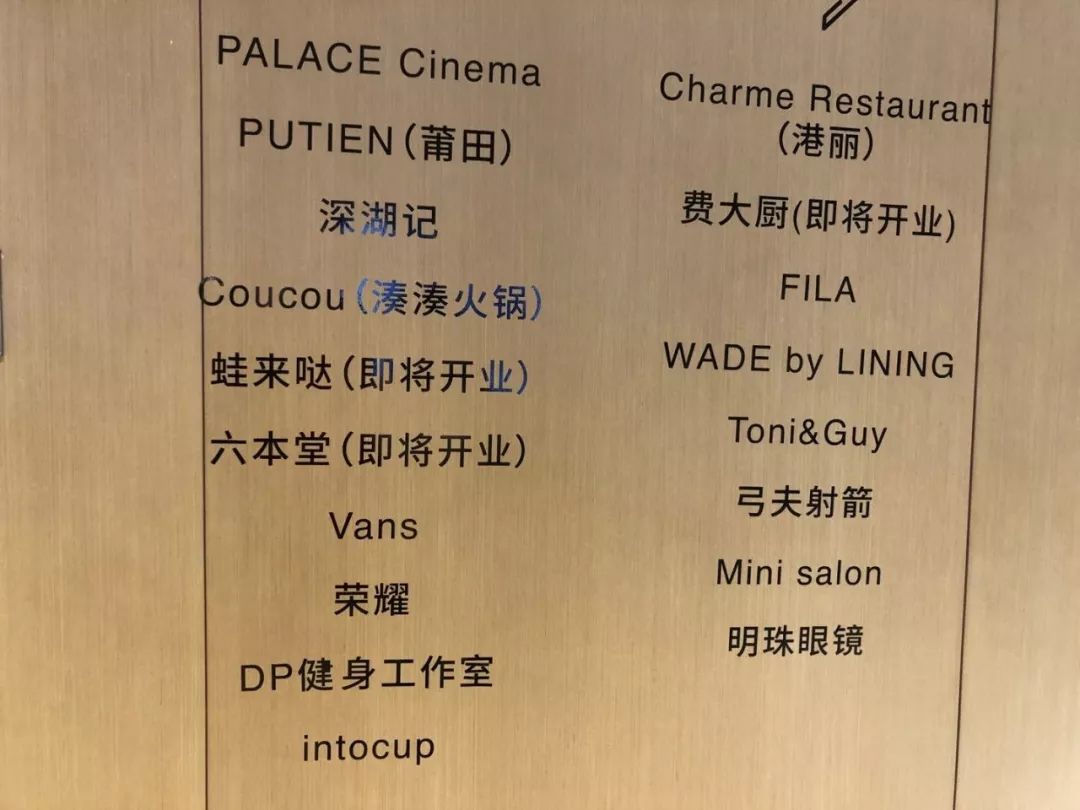 PALACE Cinema
PUTIEN(莆田)
深湖记
Coucou(湊湊火锅)
蛙来哒(即将开业)
六本堂(即将开业)
Vans
荣耀
DP健身工作室
intocup
Charme Restaurant
(港丽)
费大厨(即将开业)
FILA
WADE by LINING
Toni&Guy
弓夫射箭
Mini salon
明珠眼镜